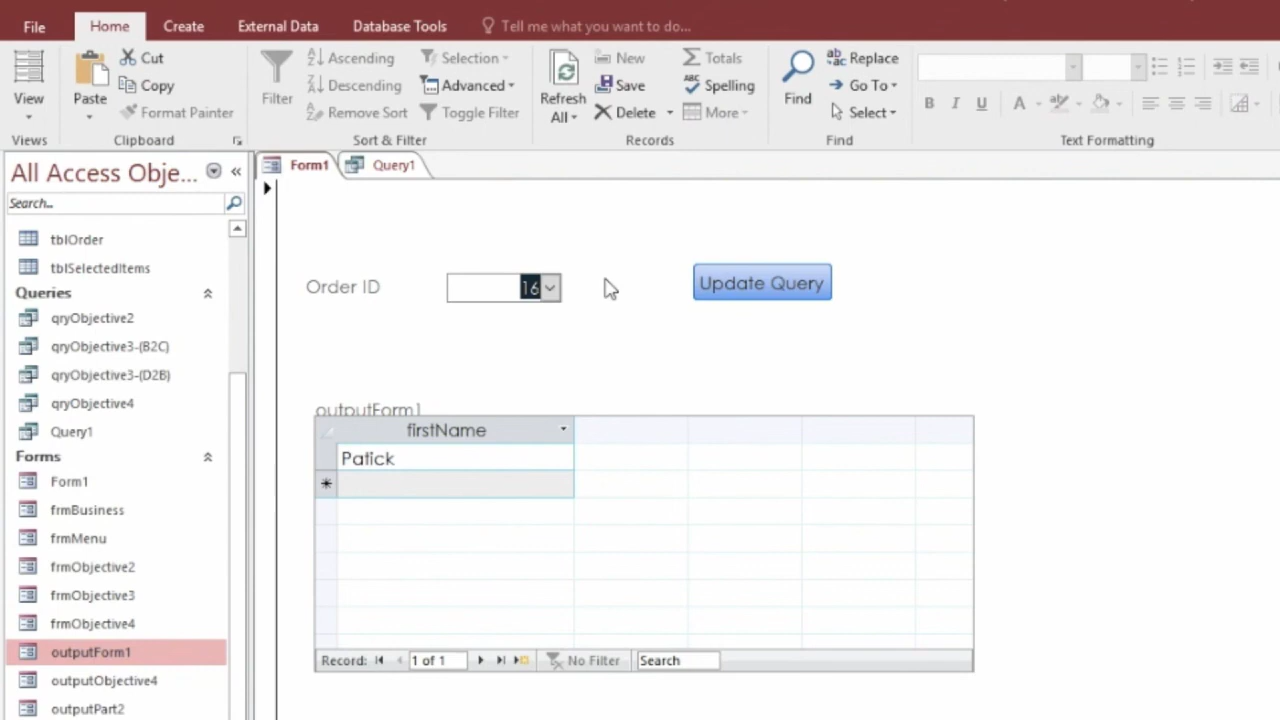 File Home Create External Data Database Tools Tell me what you want to do...
View
Views
Paste
Cut
Copy
Format Painter
Clipboard
Filter
Ascending
Descending
Remove Sort
Selection
Advanced
Toggle Filter
Sort & Filter
Refresh
All
New
Save
Delete
Totals
Spelling
More
Records
Find
Replace
Go To
Select
Find
B I U A
Text Formatting
All Access Obje... «
Search..
tblOrder
tblSelectedItems
Queries
qryObjective2
qryObjective3-(B2C)
qryObjective3-(D2B)
qryObjective4
Query1
Forms
Form1
frmBusiness
frmMenu
frmObjective2
frmObjective3
frmObjective4
outputForm1
outputObjective4
outputPart2
Form1 Query1
Order ID 16 Update Query
outputForm1
firstName
Patick
Record: 1 of 1 No Filter Search